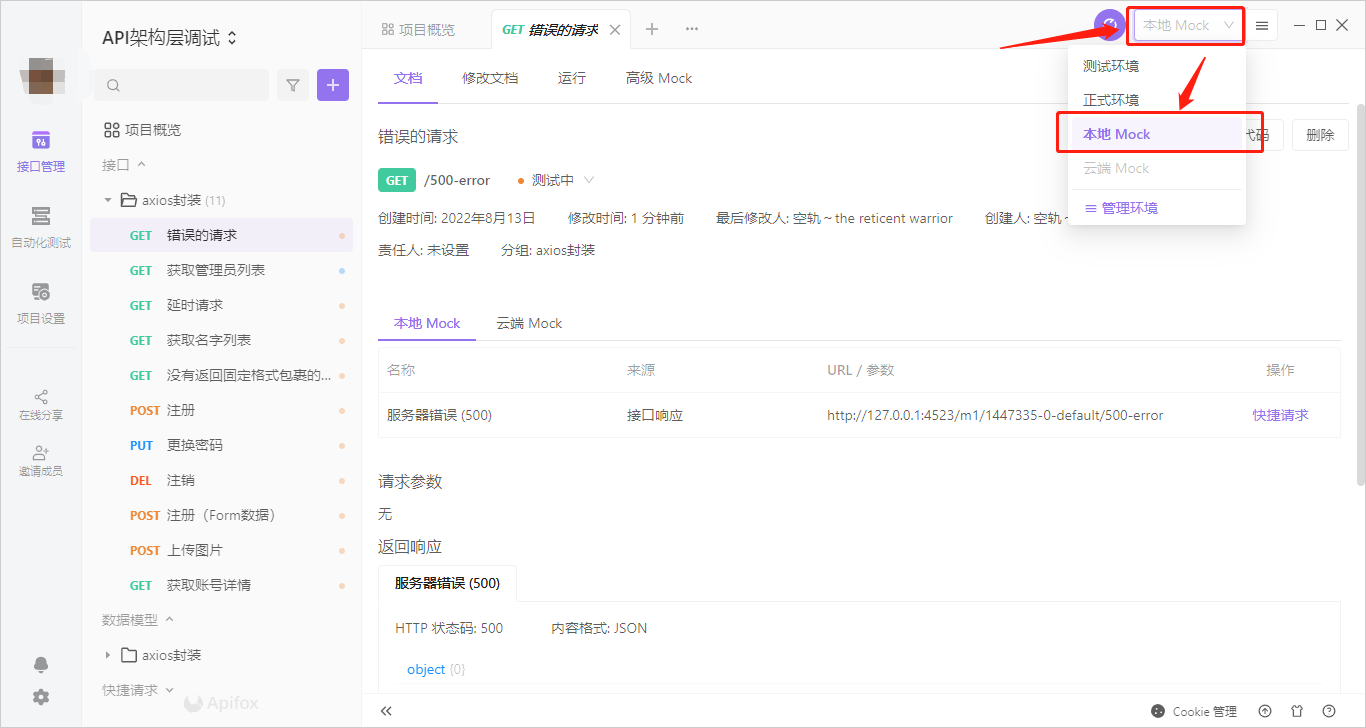 API架构层调试
项目概览
GET 错误的请求
本地 Mock
测试环境
正式环境
本地 Mock
云端 Mock
管理环境
接口管理
自动化测试
项目设置
在线分享
邀请成员
项目概览
接口
axios封装 (11)
GET 错误的请求
GET 获取管理员列表
GET 延时请求
GET 获取名字列表
GET 没有返回固定格式包裹的...
POST 注册
PUT 更换密码
DEL 注销
POST 注册（Form数据）
POST 上传图片
GET 获取账号详情
数据模型
axios封装
快捷请求
Apifox
文档 修改文档 运行 高级 Mock
错误的请求
代码 删除
GET /500-error 测试中
创建时间: 2022年8月13日 修改时间: 1 分钟前 最后修改人: 空轨～the reticent warrior 创建人: 空轨～
责任人: 未设置 分组: axios封装
本地 Mock 云端 Mock
名称 来源 URL / 参数 操作
服务器错误 (500) 接口响应 http://127.0.0.1:4523/m1/1447335-0-default/500-error 快捷请求
请求参数
无
返回响应
服务器错误 (500)
HTTP 状态码: 500 内容格式: JSON
object {0}
Cookie 管理